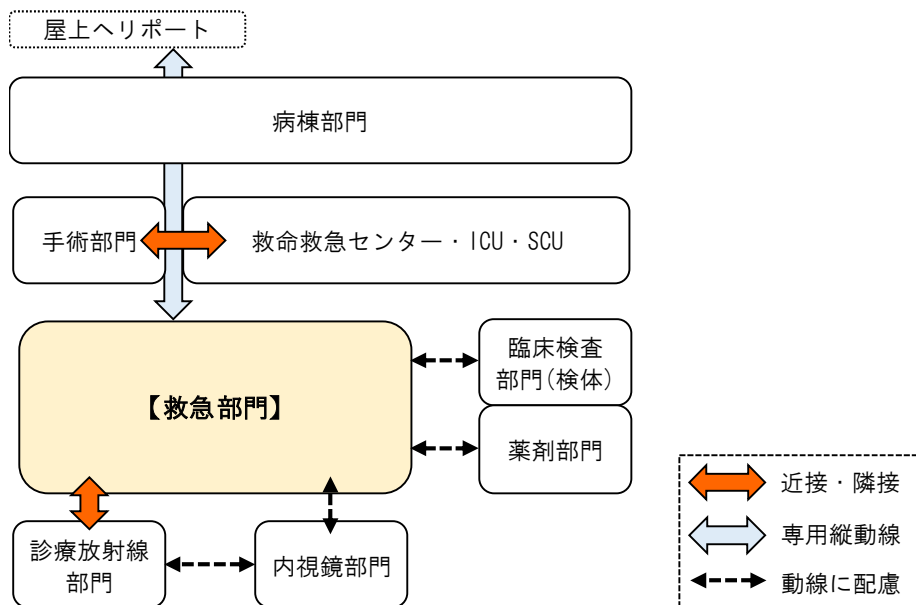 屋上ヘリポート
病棟部門
手術部門
救命救急センター・ICU・SCU
【救急部門】
臨床検査
部門(検体)
薬剤部門
診療放射線
部門
内視鏡部門
近接・隣接
専用縦動線
動線に配慮